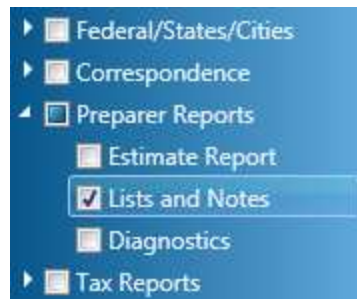 Federal/States/Cities
Correspondence
Preparer Reports
Estimate Report
Lists and Notes
Diagnostics
Tax Reports